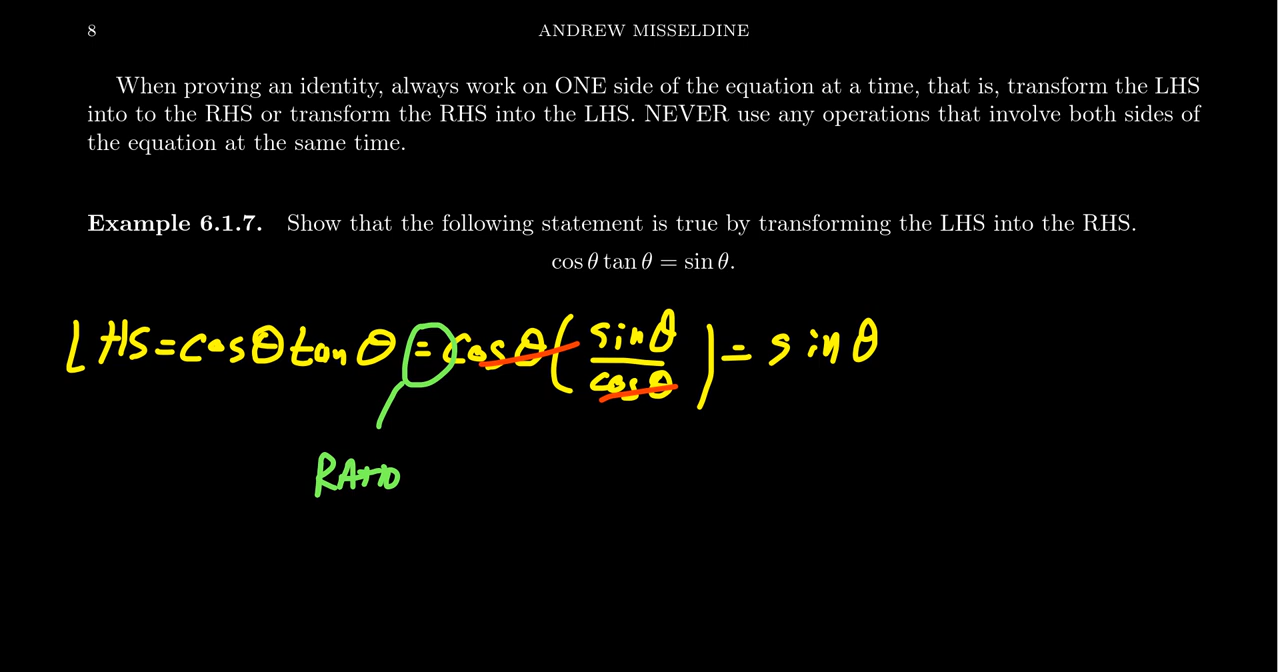 8 ANDREW MISSELDINE
When proving an identity, always work on ONE side of the equation at a time, that is, transform the LHS
into to the RHS or transform the RHS into the LHS. NEVER use any operations that involve both sides of
the equation at the same time.
Example 6.1.7. Show that the following statement is true by transforming the LHS into the RHS.
cos θ tan θ = sin θ.
LHS = cos θ tan θ = cos θ ( sin θ / cos θ ) = sin θ
RAtio